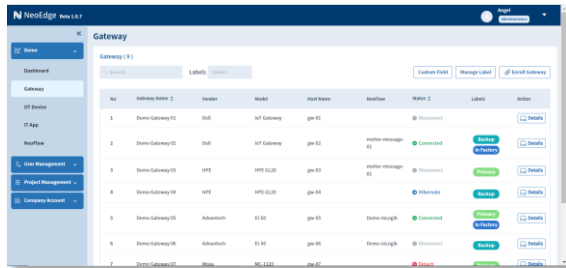 NeoEdge Beta 1.0.7
Angel
Administrator
«
Demo
Dashboard
Gateway
OT Device
IT App
NeoFlow
User Management
Project Management
Company Account
Gateway
Gateway ( 9 )
Search
Labels Select
Custom Field Manage Label Enroll Gateway
No Gateway Name Vendor Model Host Name NeoFlow Status Labels Action
1 Demo Gateway 01 Dell IoT Gateway gw-01 Disconnect Details
2 Demo Gateway 02 Dell IoT Gateway gw-02 modbus-message-01 Connected Backup In Factory Details
3 Demo Gateway 03 HPE HPE GL20 gw-03 modbus-message-01 Disconnect Primary Details
4 Demo Gateway 04 HPE HPE GL20 gw-04 Hibernate Backup Details
5 Demo Gateway 05 Advantech EI-50 gw-05 Demo-ioLogik Connected Primary In Factory Details
6 Demo Gateway 06 Advantech EI-50 gw-06 Demo-ioLogik Disconnect Backup Details
7 Demo Gateway 07 Moxa MC-1120 gw-07 Detach Details